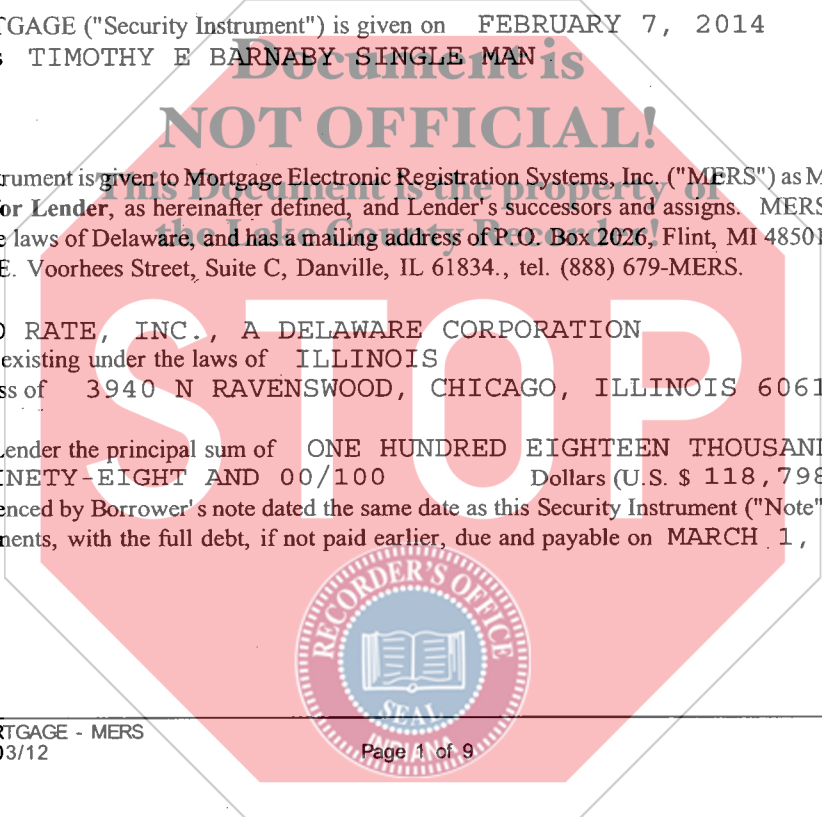 TGAGE ("Security Instrument") is given on FEBRUARY 7, 2014
TIMOTHY E BARNABY SINGLE MAN
Document is
NOT OFFICIAL!
This Document is the property of
the Lake County Recorder!
rument is given to Mortgage Electronic Registration Systems, Inc. ("MERS") as M
or Lender, as hereinafter defined, and Lender's successors and assigns. MERS
e laws of Delaware, and has a mailing address of P.O. Box 2026, Flint, MI 48501
E. Voorhees Street, Suite C, Danville, IL 61834., tel. (888) 679-MERS.
STOP
RATE, INC., A DELAWARE CORPORATION
existing under the laws of ILLINOIS
ss of 3940 N RAVENSWOOD, CHICAGO, ILLINOIS 6061
Lender the principal sum of ONE HUNDRED EIGHTEEN THOUSAN
NETY-EIGHT AND 00/100 Dollars (U.S. $ 118,798
enced by Borrower's note dated the same date as this Security Instrument ("Note"
nents, with the full debt, if not paid earlier, due and payable on MARCH 1,
RECORDER'S OFFICE
SEAL
INDIANA
RTGAGE - MERS
03/12
Page 1 of 9